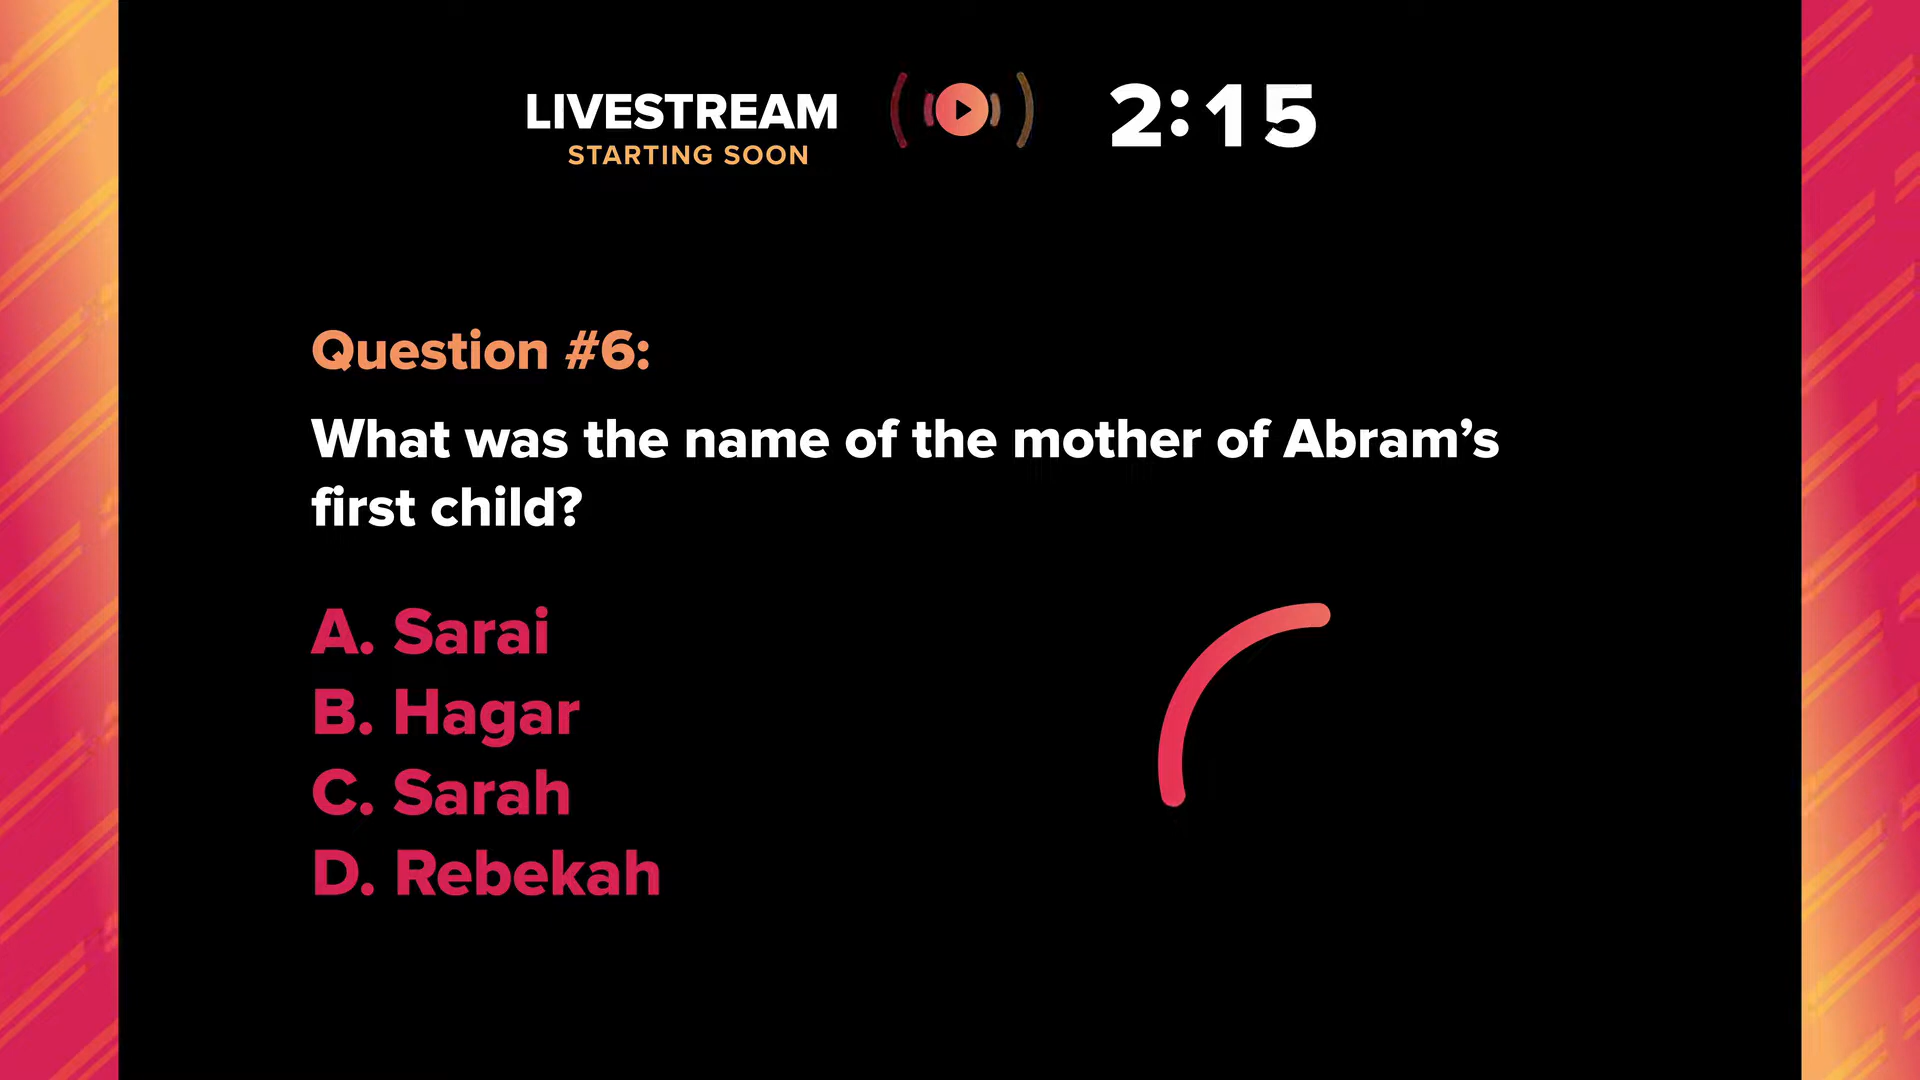 LIVESTREAM
STARTING SOON
2:15
Question #6:
What was the name of the mother of Abram’s
first child?
A. Sarai
B. Hagar
C. Sarah
D. Rebekah